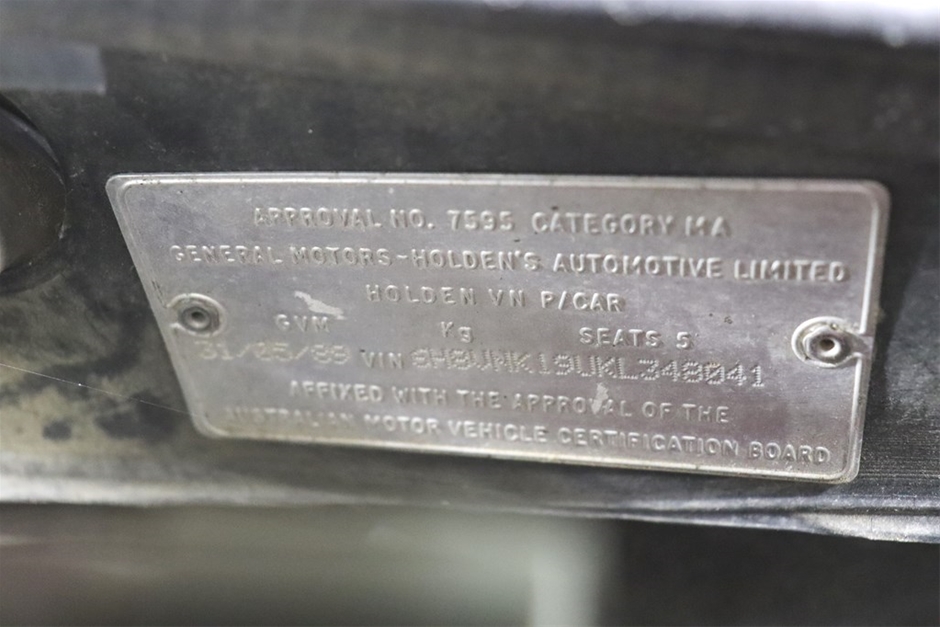 APPROVAL NO. 7595 CATEGORY MA
GENERAL MOTORS-HOLDEN'S AUTOMOTIVE LIMITED
HOLDEN VN P/CAR
GVM Kg SEATS 5
31/05/89 VIN 6H8VMK19UKL348041
AFFIXED WITH THE APPROVAL OF THE
AUSTRALIAN MOTOR VEHICLE CERTIFICATION BOARD